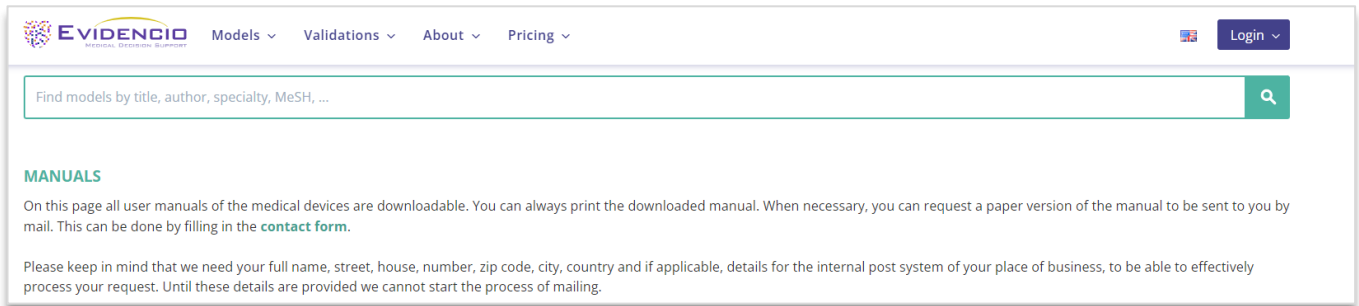 EVIDENCIO
MEDICAL DECISION SUPPORT
Models
Validations
About
Pricing
Login
Find models by title, author, specialty, MeSH, ...
MANUALS
On this page all user manuals of the medical devices are downloadable. You can always print the downloaded manual. When necessary, you can request a paper version of the manual to be sent to you by
mail. This can be done by filling in the contact form.
Please keep in mind that we need your full name, street, house, number, zip code, city, country and if applicable, details for the internal post system of your place of business, to be able to effectively
process your request. Until these details are provided we cannot start the process of mailing.